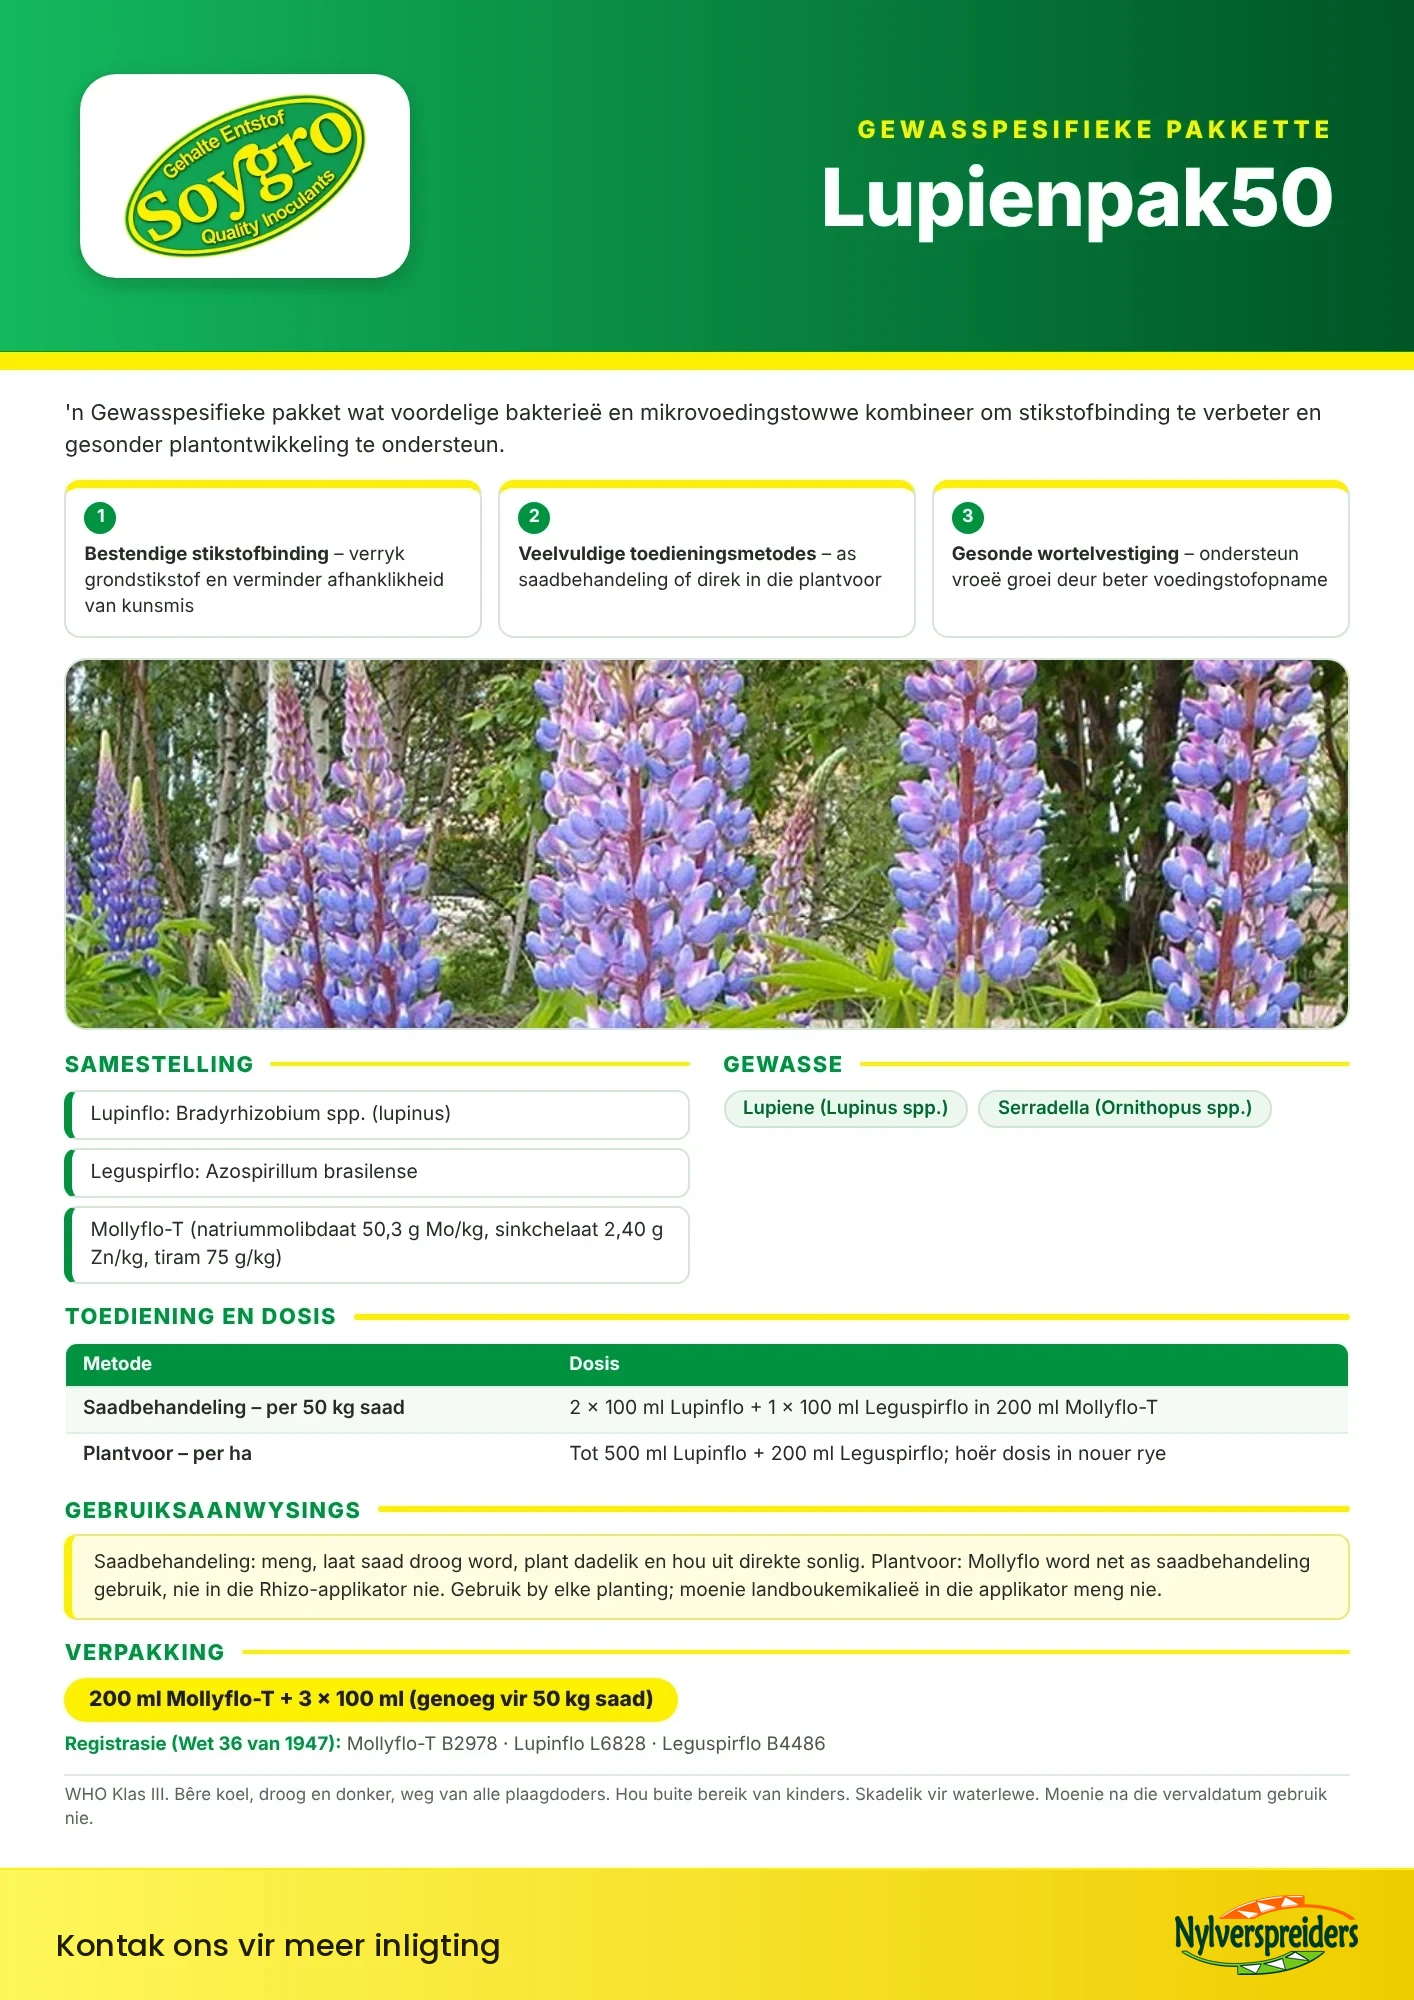 Gehalte Entstof
Soygro
Quality Inoculants
GEWASSPESIFIEKE PAKKETTE
Lupienpak50
'n Gewasspesifieke pakket wat voordelige bakterieë en mikrovoedingstowwe kombineer om stikstofbinding te verbeter en
gesonder plantontwikkeling te ondersteun.
1
Bestendige stikstofbinding – verryk
grondstikstof en verminder afhanklikheid
van kunsmis
2
Veelvuldige toedieningsmetodes – as
saadbehandeling of direk in die plantvoor
3
Gesonde wortelvestiging – ondersteun
vroeë groei deur beter voedingstofopname
SAMESTELLING
Lupinflo: Bradyrhizobium spp. (lupinus)
Leguspirflo: Azospirillum brasilense
Mollyflo-T (natriummolibdaat 50,3 g Mo/kg, sinkchelaat 2,40 g
Zn/kg, tiram 75 g/kg)
GEWASSE
Lupiene (Lupinus spp.)
Serradella (Ornithopus spp.)
TOEDIENING EN DOSIS
Metode Dosis
Saadbehandeling – per 50 kg saad 2 × 100 ml Lupinflo + 1 × 100 ml Leguspirflo in 200 ml Mollyflo-T
Plantvoor – per ha Tot 500 ml Lupinflo + 200 ml Leguspirflo; hoër dosis in nouer rye
GEBRUIKSAANWYSINGS
Saadbehandeling: meng, laat saad droog word, plant dadelik en hou uit direkte sonlig. Plantvoor: Mollyflo word net as saadbehandeling
gebruik, nie in die Rhizo-applikator nie. Gebruik by elke planting; moenie landboukemikalieë in die applikator meng nie.
VERPAKKING
200 ml Mollyflo-T + 3 × 100 ml (genoeg vir 50 kg saad)
Registrasie (Wet 36 van 1947): Mollyflo-T B2978 · Lupinflo L6828 · Leguspirflo B4486
WHO Klas III. Bêre koel, droog en donker, weg van alle plaagdoders. Hou buite bereik van kinders. Skadelik vir waterlewe. Moenie na die vervaldatum gebruik
nie.
Kontak ons vir meer inligting
Nylverspreiders